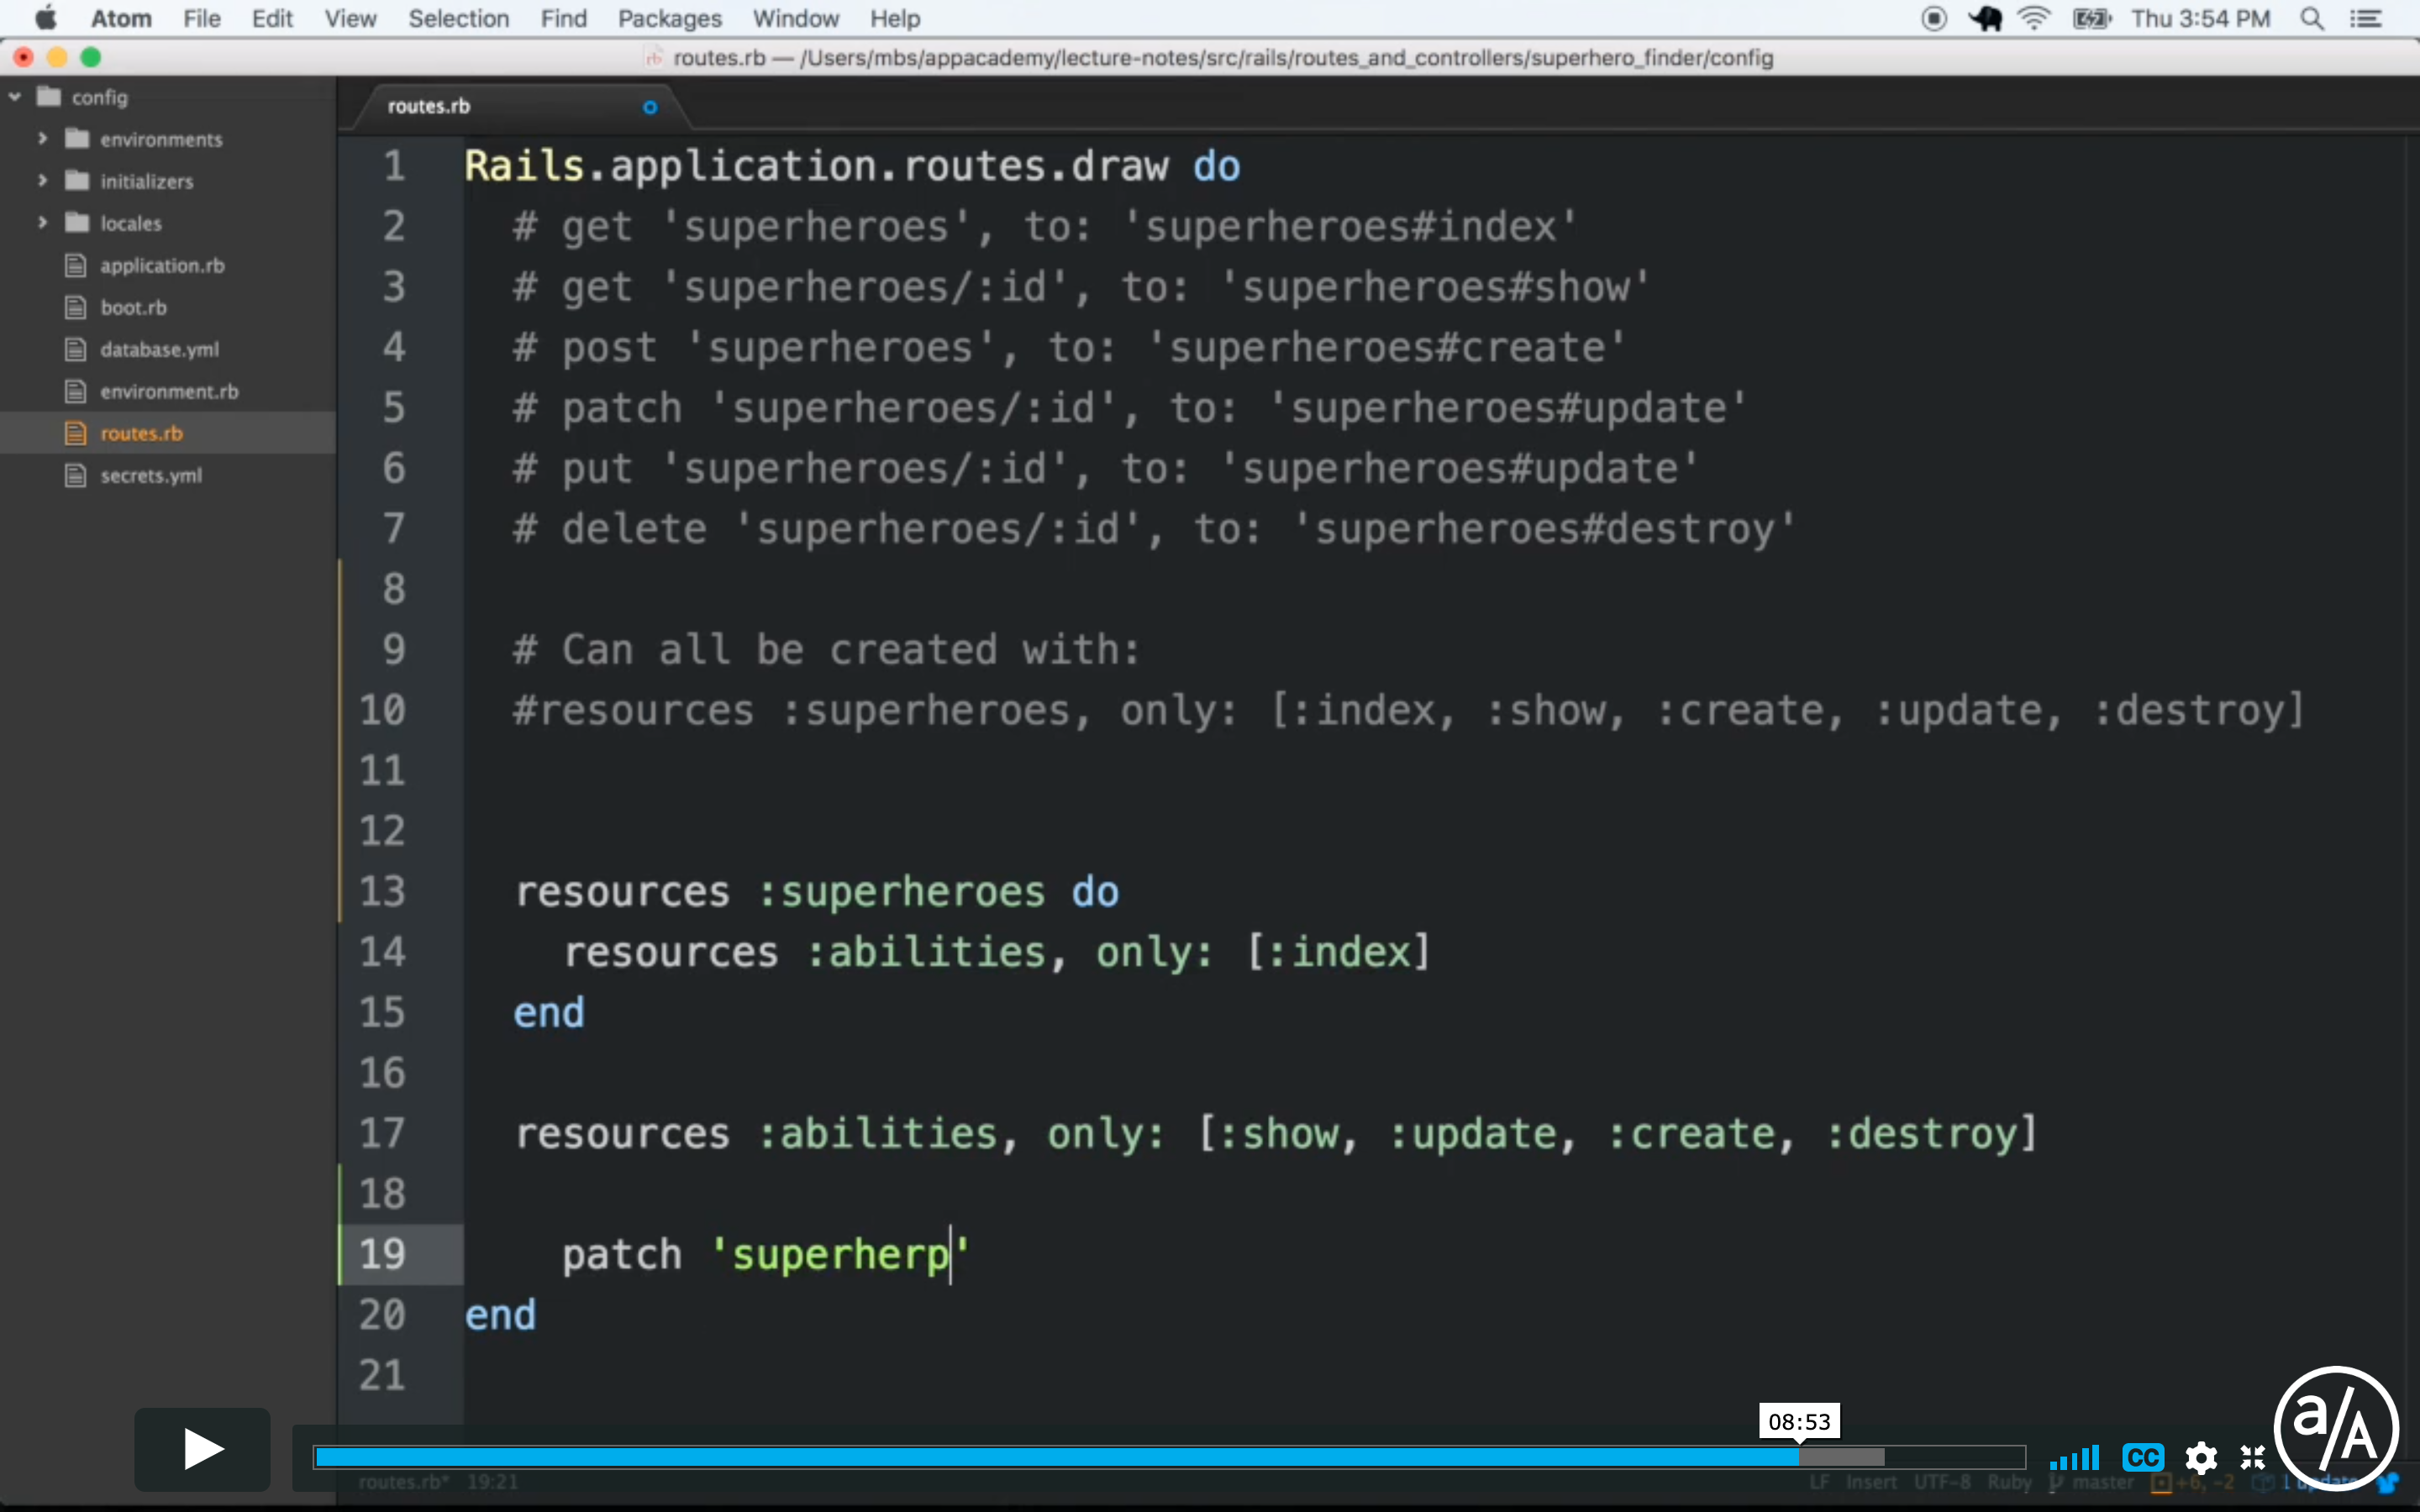 Atom File Edit View Selection Find Packages Window Help Thu 3:54 PM
routes.rb — /Users/mbs/appacademy/lecture-notes/src/rails/routes_and_controllers/superhero_finder/config
config
environments
initializers
locales
application.rb
boot.rb
database.yml
environment.rb
routes.rb
secrets.yml
routes.rb
1 Rails.application.routes.draw do
2 # get 'superheroes', to: 'superheroes#index'
3 # get 'superheroes/:id', to: 'superheroes#show'
4 # post 'superheroes', to: 'superheroes#create'
5 # patch 'superheroes/:id', to: 'superheroes#update'
6 # put 'superheroes/:id', to: 'superheroes#update'
7 # delete 'superheroes/:id', to: 'superheroes#destroy'
8
9 # Can all be created with:
10 #resources :superheroes, only: [:index, :show, :create, :update, :destroy]
11
12
13 resources :superheroes do
14 resources :abilities, only: [:index]
15 end
16
17 resources :abilities, only: [:show, :update, :create, :destroy]
18
19 patch 'superherp'
20 end
21
08:53
CC
a/A
routes.rb* 19:21 LF Insert UTF-8 Ruby master +6, -2 1 update